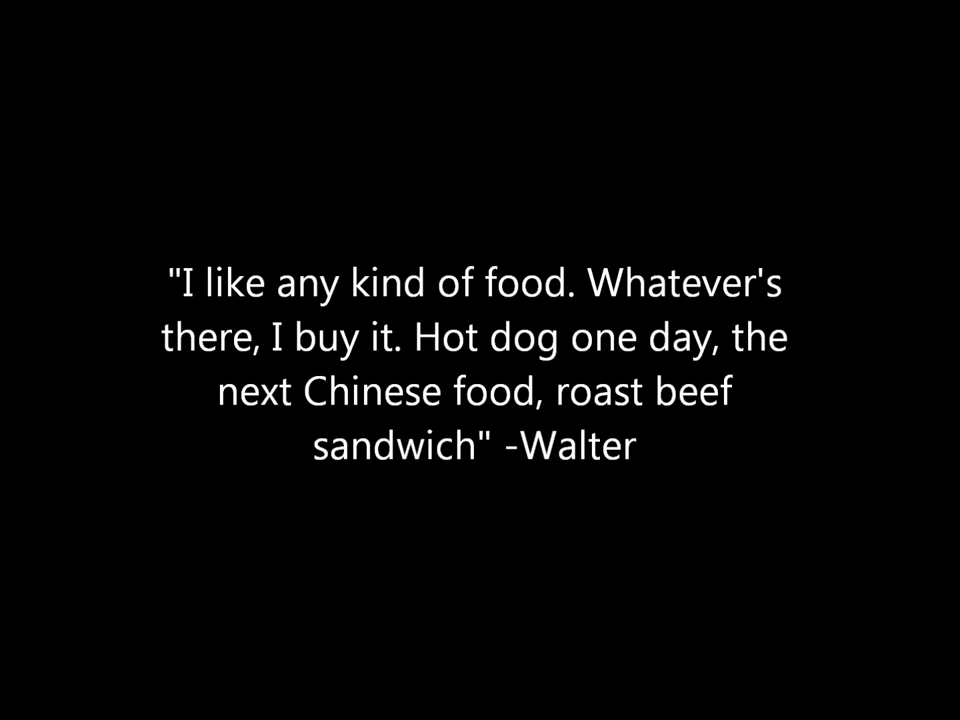 "I like any kind of food. Whatever's
there, I buy it. Hot dog one day, the
next Chinese food, roast beef
sandwich" -Walter